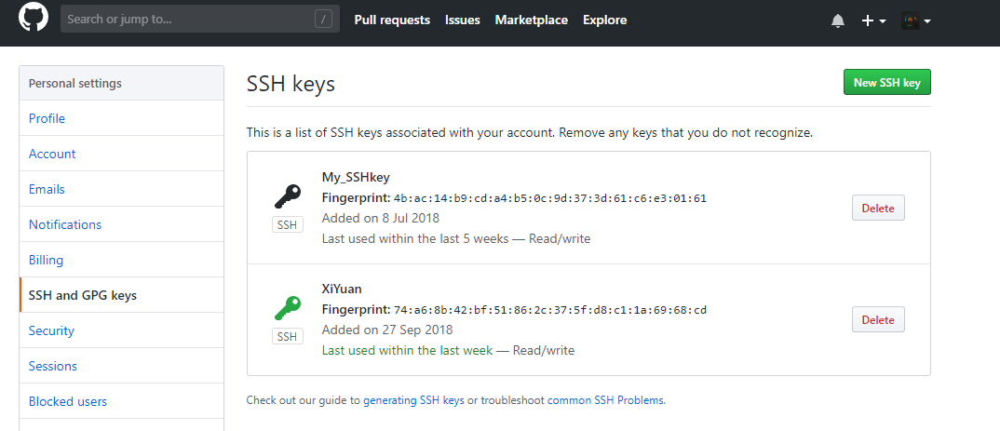 Search or jump to... /
Pull requests Issues Marketplace Explore
Personal settings
Profile
Account
Emails
Notifications
Billing
SSH and GPG keys
Security
Sessions
Blocked users
SSH keys
New SSH key
This is a list of SSH keys associated with your account. Remove any keys that you do not recognize.
My_SSHkey
Fingerprint: 4b:ac:14:b9:cd:a4:b5:0c:9d:37:3d:61:c6:e3:01:61
Added on 8 Jul 2018
Last used within the last 5 weeks — Read/write
SSH
Delete
XiYuan
Fingerprint: 74:a6:8b:42:bf:51:86:2c:37:5f:d8:c1:1a:69:68:cd
Added on 27 Sep 2018
Last used within the last week — Read/write
SSH
Delete
Check out our guide to generating SSH keys or troubleshoot common SSH Problems.